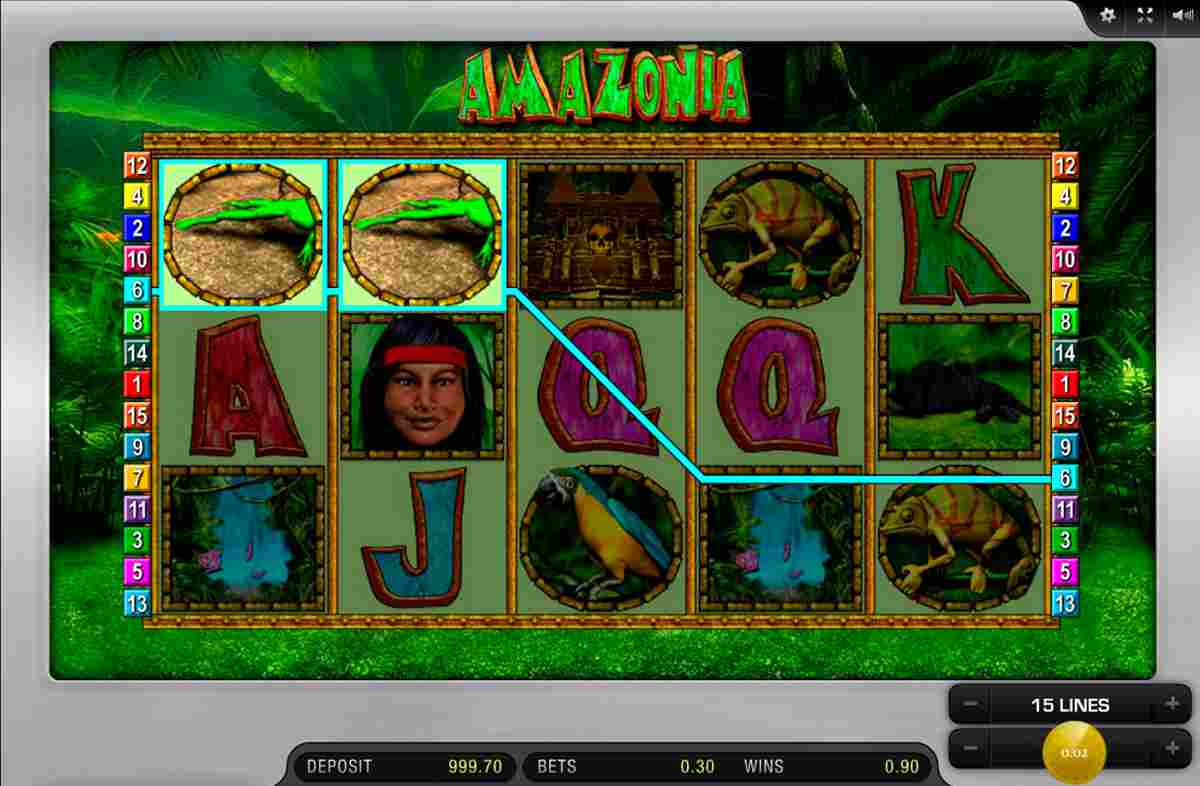 AMAZONIA
12 12
4 4
2 K 2
10 10
6 7
8 8
14 14
1 A Q Q 1
15 15
9 9
7 6
11 11
3 J 3
5 5
13 13
15 LINES
DEPOSIT 999.70 BETS 0.30 WINS 0.90 0.02